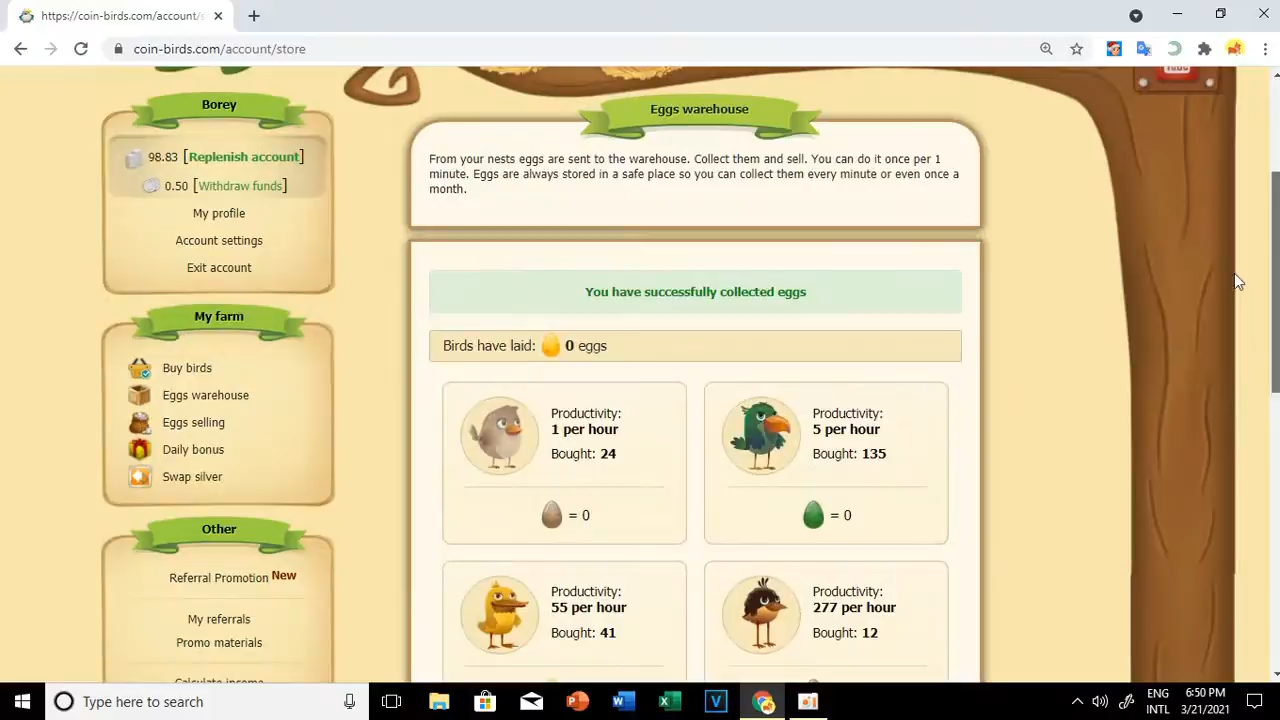 https://coin-birds.com/account/s
coin-birds.com/account/store
Borey
98.83 [Replenish account]
0.50 [Withdraw funds]
My profile
Account settings
Exit account
My farm
Buy birds
Eggs warehouse
Eggs selling
Daily bonus
Swap silver
Other
Referral Promotion New
My referrals
Promo materials
Calculate income
Eggs warehouse
From your nests eggs are sent to the warehouse. Collect them and sell. You can do it once per 1
minute. Eggs are always stored in a safe place so you can collect them every minute or even once a
month.
You have successfully collected eggs
Birds have laid: 0 eggs
Productivity:
1 per hour
Bought: 24
= 0
Productivity:
5 per hour
Bought: 135
= 0
Productivity:
55 per hour
Bought: 41
Productivity:
277 per hour
Bought: 12
Type here to search
ENG
INTL
6:50 PM
3/21/2021